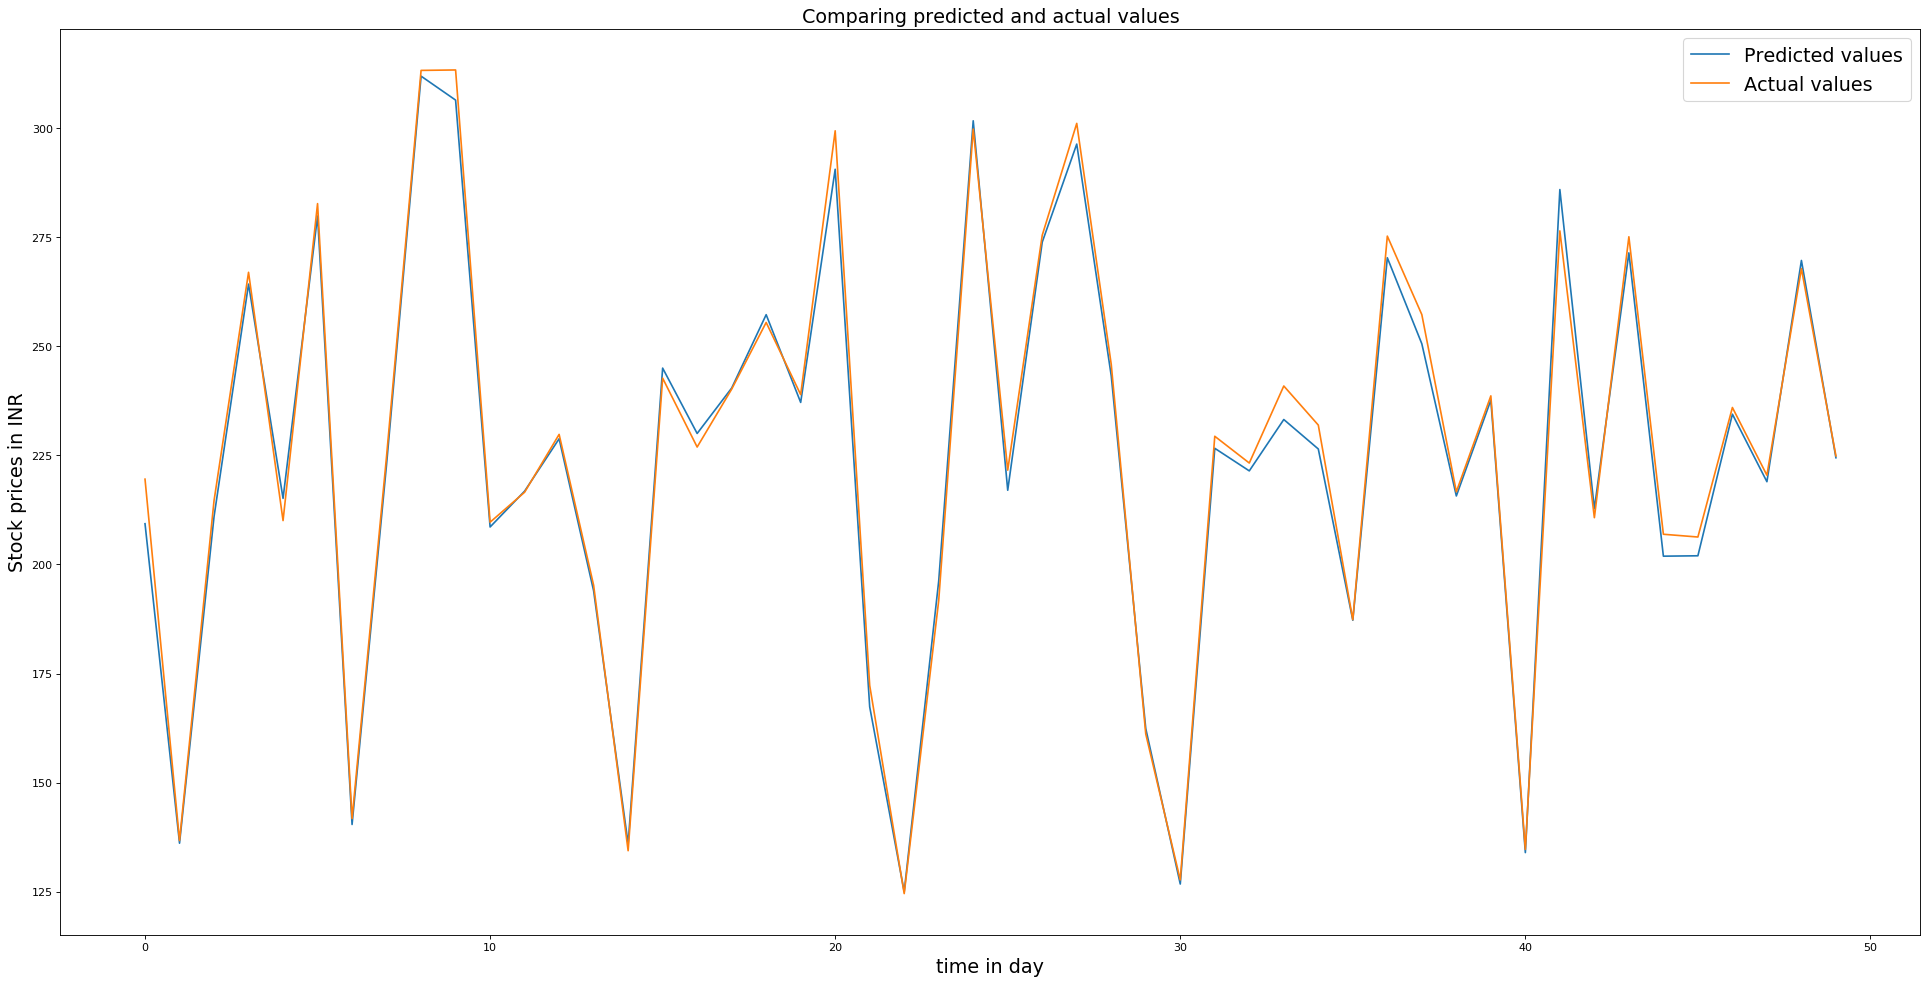 Comparing predicted and actual values
Predicted values
Actual values
Stock prices in INR
300
275
250
225
200
175
150
125
0 10 20 30 40 50
time in day